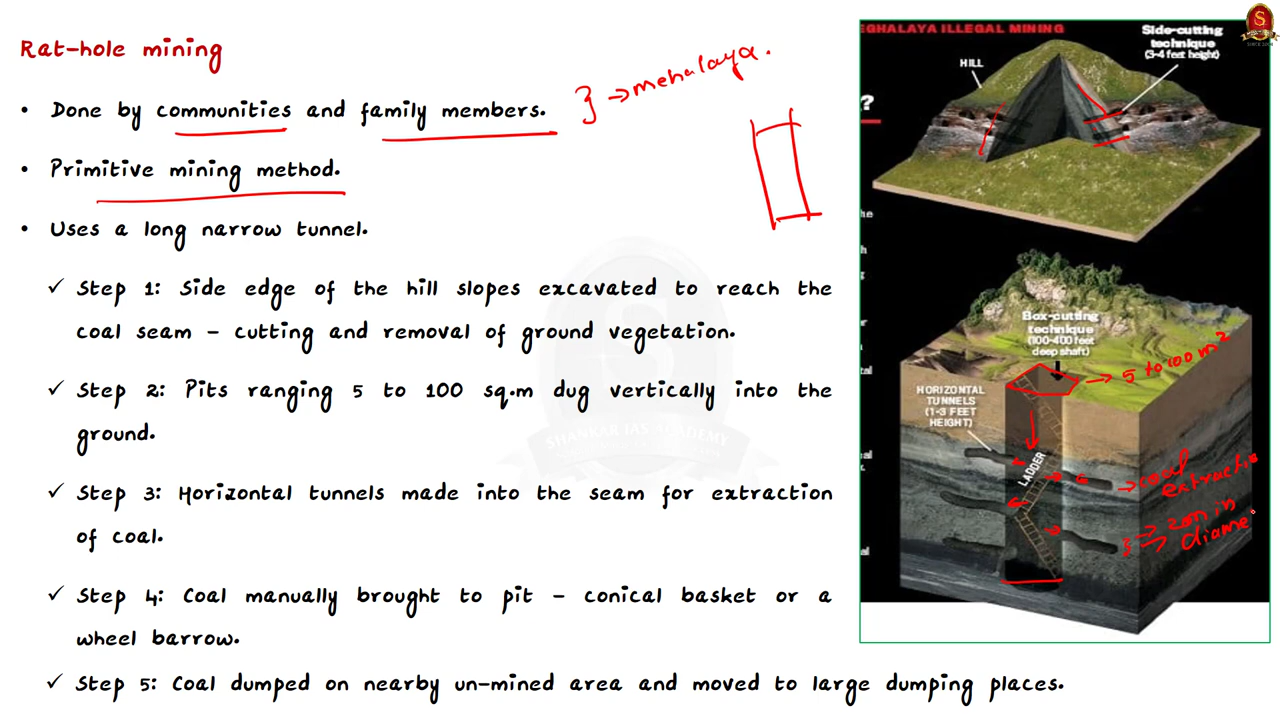 Rat-hole mining
• Done by communities and family members.
} → mehalaya.
• Primitive mining method.
• Uses a long narrow tunnel.
✓ Step 1: Side edge of the hill slopes excavated to reach the
coal seam – cutting and removal of ground vegetation.
✓ Step 2: Pits ranging 5 to 100 sq.m dug vertically into the
ground.
✓ Step 3: Horizontal tunnels made into the seam for extraction
of coal.
✓ Step 4: Coal manually brought to pit – conical basket or a
wheel barrow.
✓ Step 5: Coal dumped on nearby un-mined area and moved to large dumping places.
EGHALAYA ILLEGAL MINING
Side-cutting
technique
(3-4 feet height)
HILL
?
Box-cutting
technique
(100-400 feet
deep shaft)
→ 5 to 100 m²
HORIZONTAL
TUNNELS
(1-3 FEET
HEIGHT)
LADDER
→ coal
extractio
→ 2om in
→ diame
SHANKAR IAS ACADEMY
S